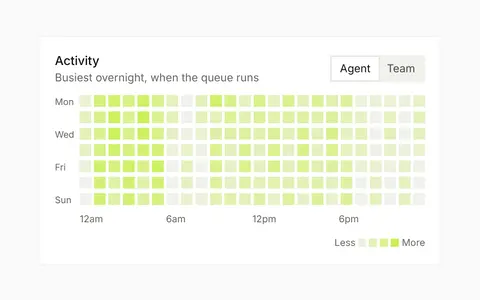 Activity
Busiest overnight, when the queue runs
Agent Team
Mon
Wed
Fri
Sun
12am 6am 12pm 6pm
Less More